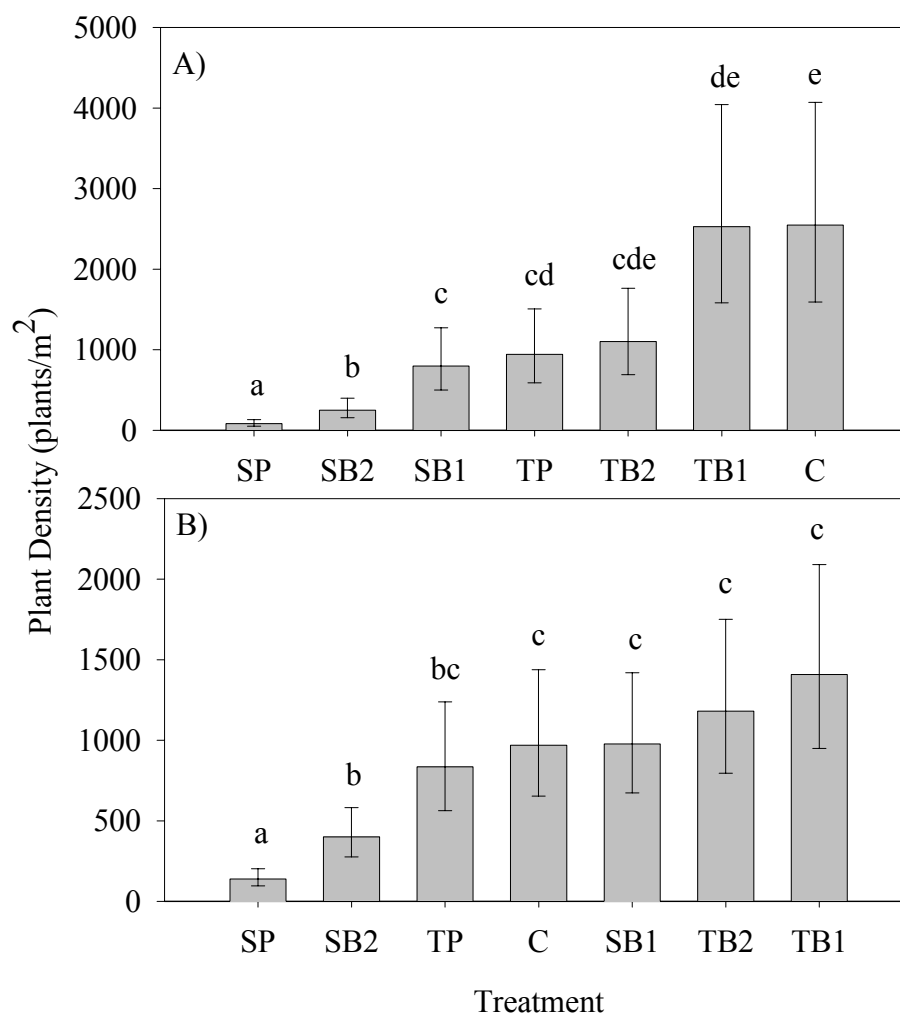 Plant Density (plants/m²)
A)
5000
4000
3000
2000
1000
0
a b c cd cde de e
SP SB2 SB1 TP TB2 TB1 C
B)
2500
2000
1500
1000
500
0
a b bc c c c c
SP SB2 TP C SB1 TB2 TB1
Treatment